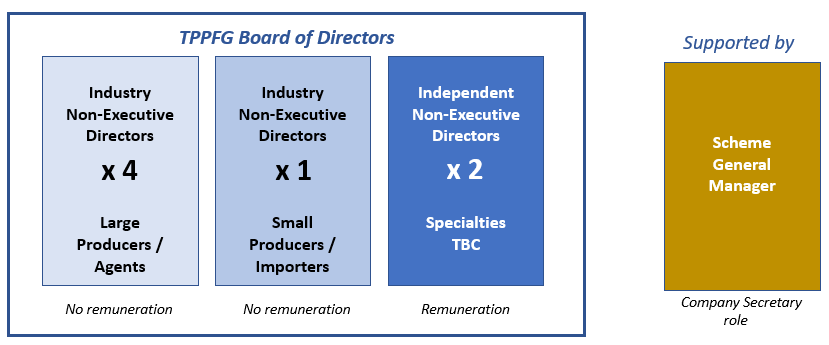 TPPFG Board of Directors
Industry
Non-Executive
Directors
x 4
Large
Producers /
Agents
No remuneration
Industry
Non-Executive
Directors
x 1
Small
Producers /
Importers
No remuneration
Independent
Non-Executive
Directors
x 2
Specialties
TBC
Remuneration
Supported by
Scheme
General
Manager
Company Secretary
role